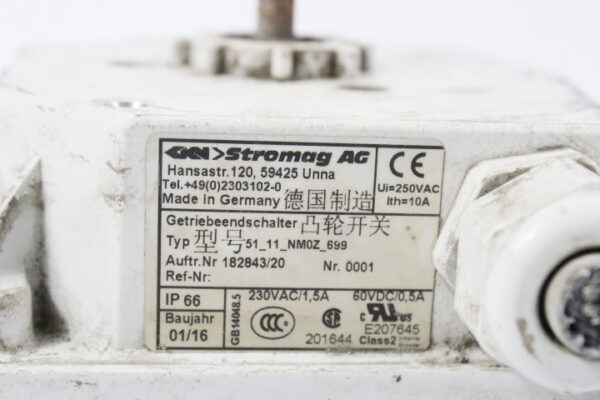 GKN>Stromag AG
Hansastr.120, 59425 Unna
Tel.+49(0)2303102-0
Made in Germany 德国制造
CE
Ui=250VAC
Ith=10A
Getriebeendschalter 凸轮开关
Typ 型号 51_11_NM0Z_699
Auftr.Nr 182843/20 Nr. 0001
Ref-Nr:
IP 66
Baujahr
01/16
GB14048.5
230VAC/1,5A 60VDC/0,5A
CCC
201644
c US
E207645
Class2